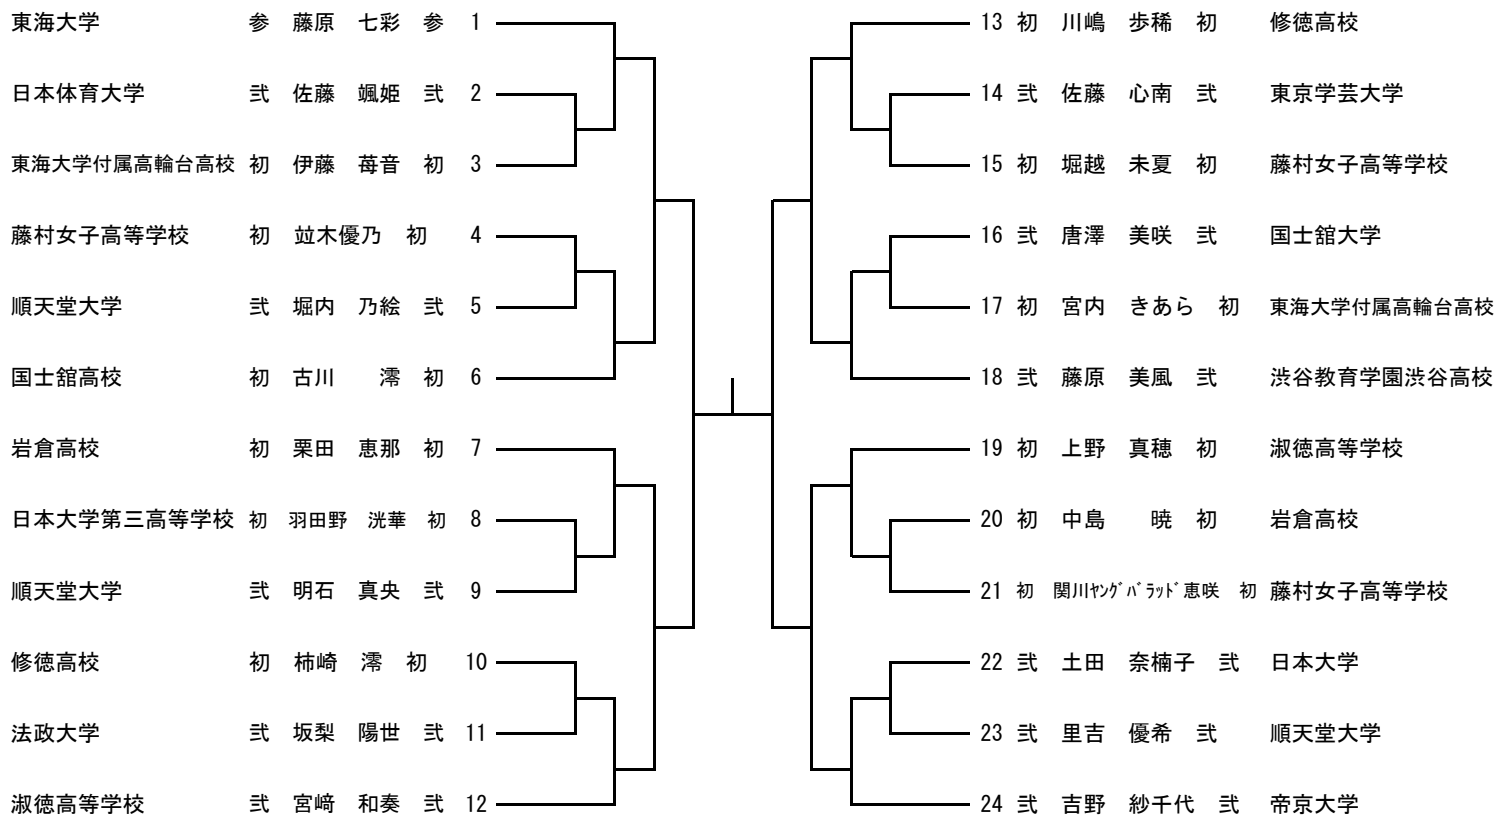 東海大学 参 藤原 七彩 参 1
日本体育大学 弐 佐藤 颯姫 弐 2
東海大学付属高輪台高校 初 伊藤 苺音 初 3
藤村女子高等学校 初 竝木優乃 初 4
順天堂大学 弐 堀内 乃絵 弐 5
国士舘高校 初 古川 澪 初 6
岩倉高校 初 栗田 恵那 初 7
日本大学第三高等学校 初 羽田野 洸華 初 8
順天堂大学 弐 明石 真央 弐 9
修徳高校 初 柿崎 澪 初 10
法政大学 弐 坂梨 陽世 弐 11
淑徳高等学校 弐 宮﨑 和奏 弐 12
13 初 川嶋 歩稀 初 修徳高校
14 弐 佐藤 心南 弐 東京学芸大学
15 初 堀越 未夏 初 藤村女子高等学校
16 弐 唐澤 美咲 弐 国士舘大学
17 初 宮内 きあら 初 東海大学付属高輪台高校
18 弐 藤原 美風 弐 渋谷教育学園渋谷高校
19 初 上野 真穂 初 淑徳高等学校
20 初 中島 暁 初 岩倉高校
21 初 関川ﾔﾝｸﾞﾊﾞﾗｯﾄﾞ恵咲 初 藤村女子高等学校
22 弐 土田 奈楠子 弐 日本大学
23 弐 里吉 優希 弐 順天堂大学
24 弐 吉野 紗千代 弐 帝京大学